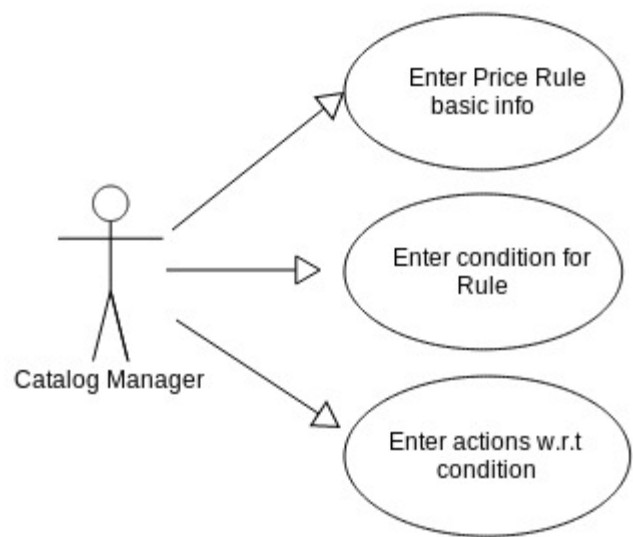 Enter Price Rule
basic info
Enter condition for
Rule
Catalog Manager
Enter actions w.r.t
condition